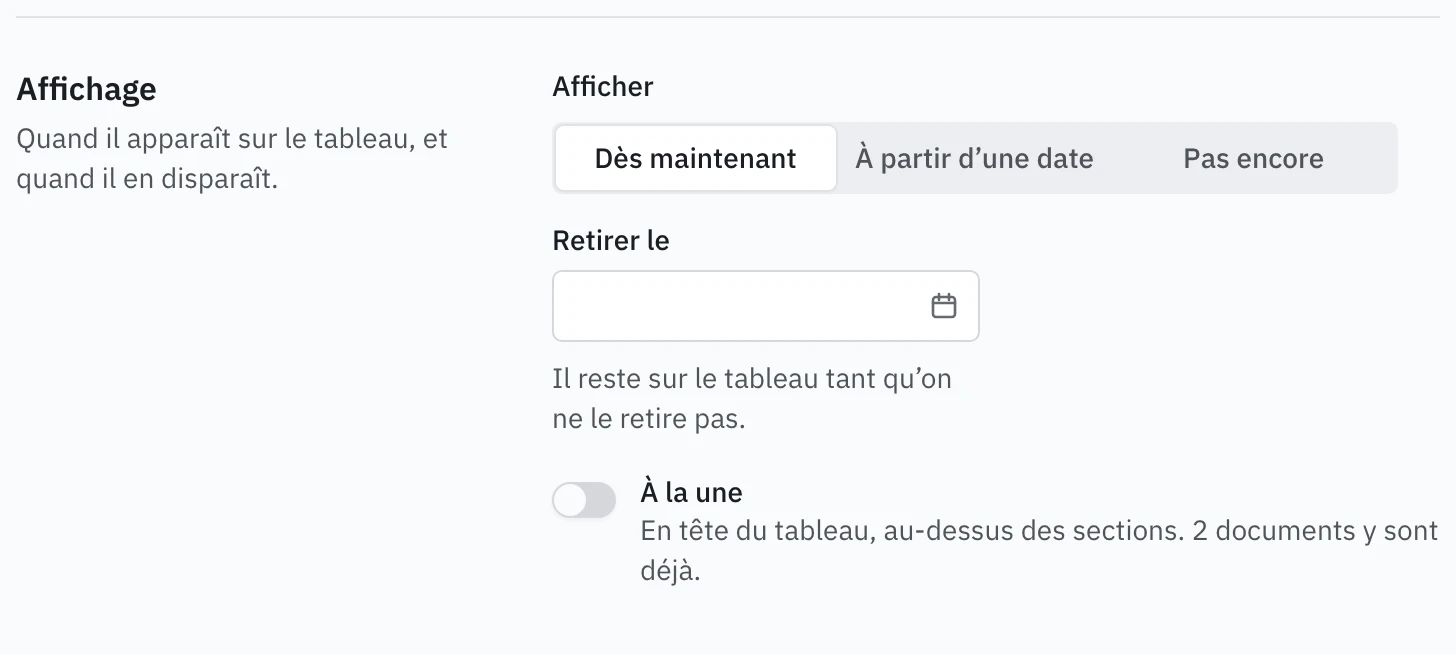 Affichage
Quand il apparaît sur le tableau, et
quand il en disparaît.
Afficher
Dès maintenant
À partir d’une date
Pas encore
Retirer le
Il reste sur le tableau tant qu’on
ne le retire pas.
À la une
En tête du tableau, au-dessus des sections. 2 documents y sont
déjà.